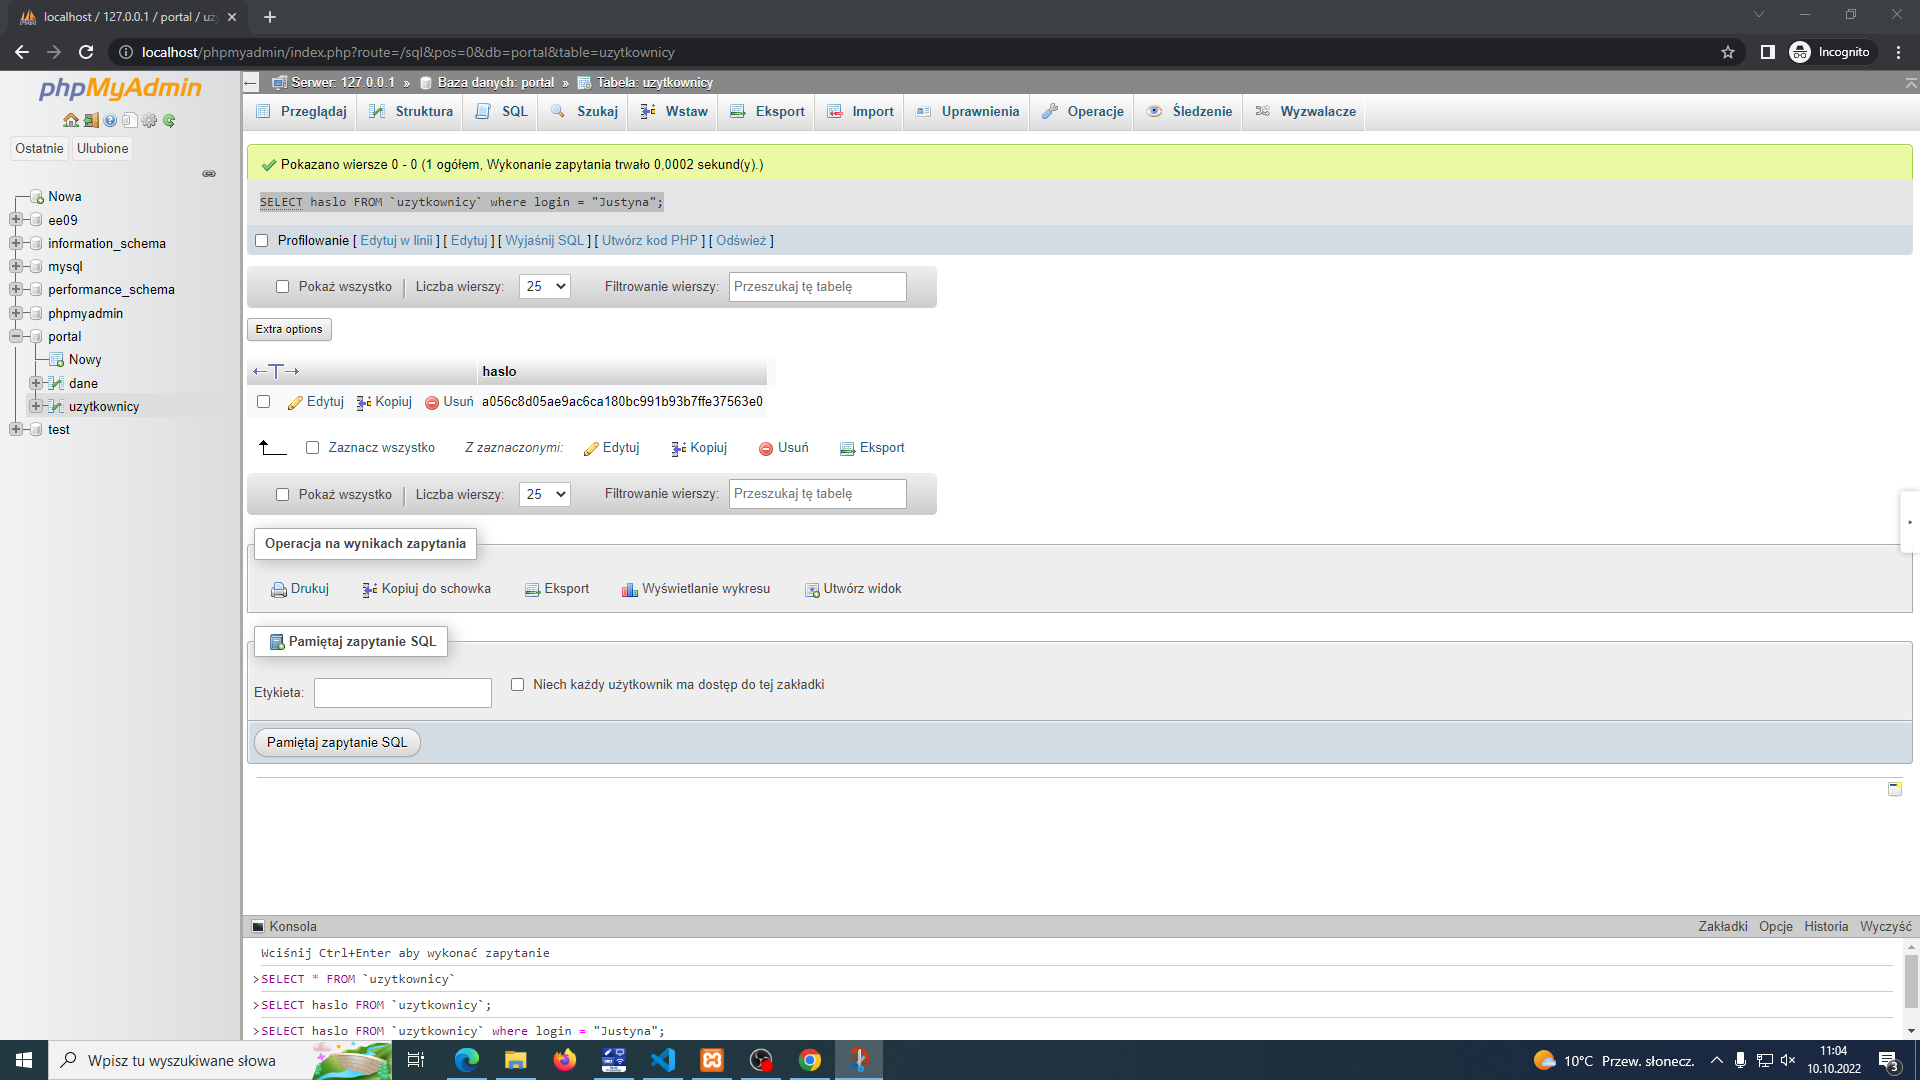 localhost / 127.0.0.1 / portal / uz
localhost/phpmyadmin/index.php?route=/sql&pos=0&db=portal&table=uzytkownicy
Incognito
phpMyAdmin
Ostatnie Ulubione
Nowa
ee09
information_schema
mysql
performance_schema
phpmyadmin
portal
Nowy
dane
uzytkownicy
test
Serwer: 127.0.0.1 » Baza danych: portal » Tabela: uzytkownicy
Przeglądaj Struktura SQL Szukaj Wstaw Eksport Import Uprawnienia Operacje Śledzenie Wyzwalacze
Pokazano wiersze 0 - 0 (1 ogółem, Wykonanie zapytania trwało 0,0002 sekund(y).)
SELECT haslo FROM `uzytkownicy` where login = "Justyna";
Profilowanie [ Edytuj w linii ] [ Edytuj ] [ Wyjaśnij SQL ] [ Utwórz kod PHP ] [ Odśwież ]
Pokaż wszystko Liczba wierszy: 25 Filtrowanie wierszy: Przeszukaj tę tabelę
Extra options
←T→ haslo
Edytuj Kopiuj Usuń a056c8d05ae9ac6ca180bc991b93b7ffe37563e0
Zaznacz wszystko Z zaznaczonymi: Edytuj Kopiuj Usuń Eksport
Pokaż wszystko Liczba wierszy: 25 Filtrowanie wierszy: Przeszukaj tę tabelę
Operacja na wynikach zapytania
Drukuj Kopiuj do schowka Eksport Wyświetlanie wykresu Utwórz widok
Pamiętaj zapytanie SQL
Etykieta: Niech każdy użytkownik ma dostęp do tej zakładki
Pamiętaj zapytanie SQL
Konsola Zakładki Opcje Historia Wyczyść
Wciśnij Ctrl+Enter aby wykonać zapytanie
>SELECT * FROM `uzytkownicy`
>SELECT haslo FROM `uzytkownicy`;
>SELECT haslo FROM `uzytkownicy` where login = "Justyna";
Wpisz tu wyszukiwane słowa
10°C Przew. słonecz.
11:04
10.10.2022
3